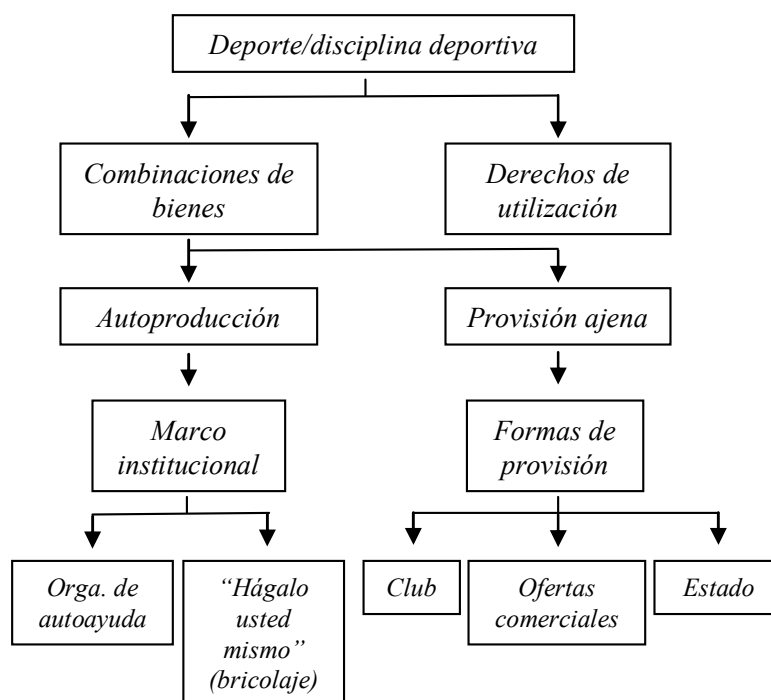 Deporte/disciplina deportiva
Combinaciones de
bienes
Derechos de
utilización
Autoproducción
Provisión ajena
Marco
institucional
Formas de
provisión
Orga. de
autoayuda
“Hágalo
usted
mismo”
(bricolaje)
Club
Ofertas
comerciales
Estado